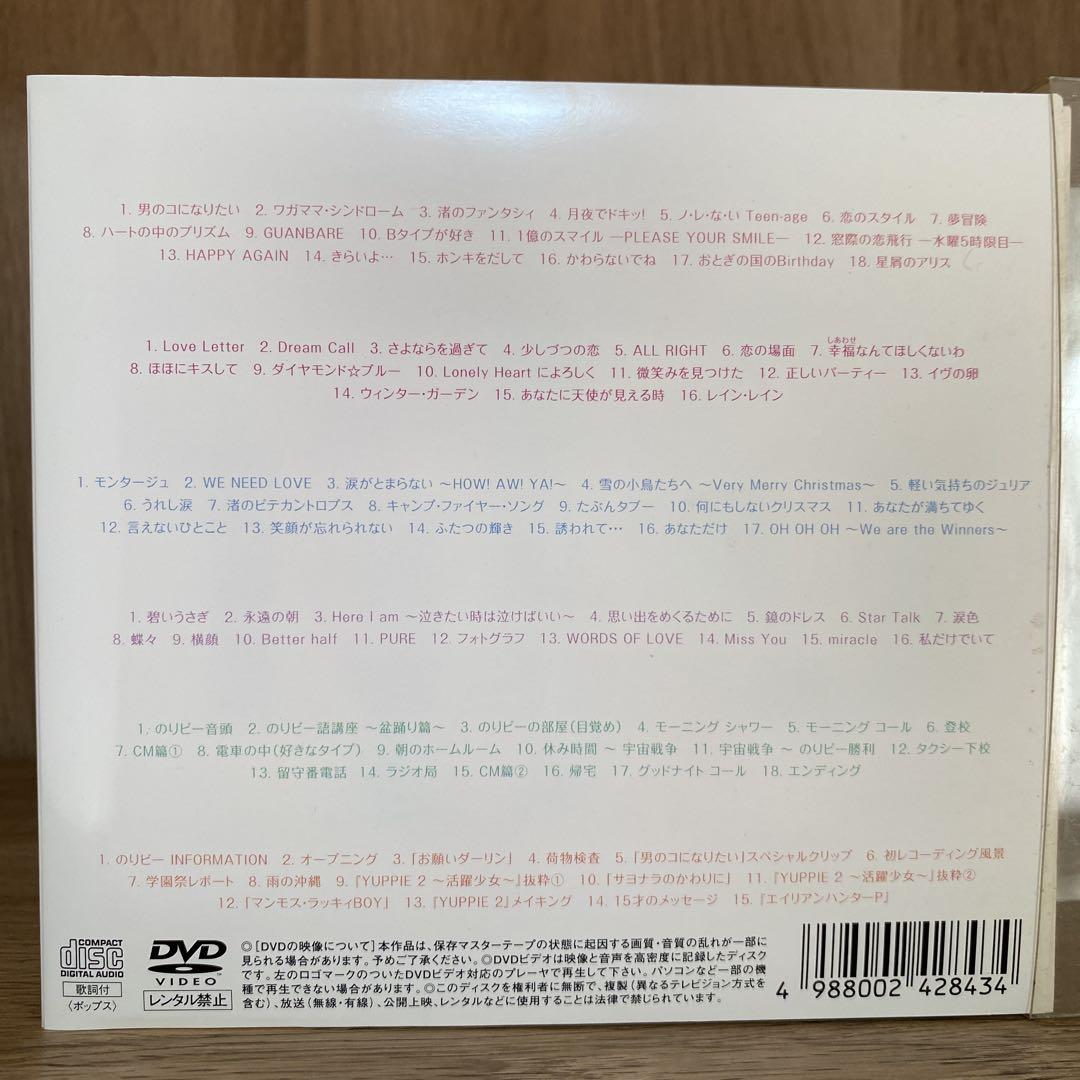 1. 男のコになりたい 2. ワガママ・シンドローム 3. 渚のファンタシィ 4. 月夜でドキッ! 5. ノ・レ・な・い Teen-age 6. 恋のスタイル 7. 夢冒険
8. ハートの中のプリズム 9. GUANBARE 10. Bタイプが好き 11. 1億のスマイル —PLEASE YOUR SMILE— 12. 窓際の恋飛行 —水曜5時限目—
13. HAPPY AGAIN 14. きらいよ… 15. ホンキをだして 16. かわらないでね 17. おとぎの国のBirthday 18. 星屑のアリス
1. Love Letter 2. Dream Call 3. さよならを過ぎて 4. 少しづつの恋 5. ALL RIGHT 6. 恋の場面 7. 幸福なんてほしくないわ
しあわせ
8. ほほにキスして 9. ダイヤモンド☆ブルー 10. Lonely Heart によろしく 11. 微笑みを見つけた 12. 正しいパーティー 13. イヴの卵
14. ウィンター・ガーデン 15. あなたに天使が見える時 16. レイン・レイン
1. モンタージュ 2. WE NEED LOVE 3. 涙がとまらない ～HOW! AW! YA!～ 4. 雪の小鳥たちへ ～Very Merry Christmas～ 5. 軽い気持ちのジュリア
6. うれし涙 7. 渚のピテカントロプス 8. キャンプ・ファイヤー・ソング 9. たぶんタブー 10. 何にもしないクリスマス 11. あなたが満ちてゆく
12. 言えないひとこと 13. 笑顔が忘れられない 14. ふたつの輝き 15. 誘われて… 16. あなただけ 17. OH OH OH ～We are the Winners～
1. 碧いうさぎ 2. 永遠の朝 3. Here I am ～泣きたい時は泣けばいい～ 4. 思い出をめくるために 5. 鏡のドレス 6. Star Talk 7. 涙色
8. 蝶々 9. 横顔 10. Better half 11. PURE 12. フォトグラフ 13. WORDS OF LOVE 14. Miss You 15. miracle 16. 私だけでいて
1. のりピー音頭 2. のりピー語講座 ～盆踊り篇～ 3. のりピーの部屋(目覚め) 4. モーニング シャワー 5. モーニング コール 6. 登校
7. CM篇① 8. 電車の中(好きなタイプ) 9. 朝のホームルーム 10. 休み時間 ～ 宇宙戦争 11. 宇宙戦争 ～ のりピー勝利 12. タクシー下校
13. 留守番電話 14. ラジオ局 15. CM篇② 16. 帰宅 17. グッドナイト コール 18. エンディング
1. のりピー INFORMATION 2. オープニング 3.「お願いダーリン」 4. 荷物検査 5.「男のコになりたい」スペシャルクリップ 6. 初レコーディング風景
7. 学園祭レポート 8. 雨の沖縄 9.『YUPPIE 2 ～活躍少女～』抜粋① 10.「サヨナラのかわりに」 11.『YUPPIE 2 ～活躍少女～』抜粋②
12.「マンモス・ラッキィBOY」 13.『YUPPIE 2』メイキング 14. 15才のメッセージ 15.『エイリアンハンターP』
COMPACT
disc
DIGITAL AUDIO
歌詞付
〈ポップス〉
DVD
VIDEO
レンタル禁止
◎[DVDの映像について]本作品は、保存マスターテープの状態に起因する画質・音質の乱れが一部に
見られる場合があります。予めご了承ください。◎DVDビデオは映像と音声を高密度に記録したディスク
です。左のロゴマークのついたDVDビデオ対応のプレーヤで再生して下さい。パソコンなど一部の機
種で再生できない場合があります。◎このディスクを権利者に無断で、複製(異なるテレビジョン方式を
含む)、放送(無線・有線)、公開上映、レンタルなどに使用することは法律で禁じられています。
4 988002 428434